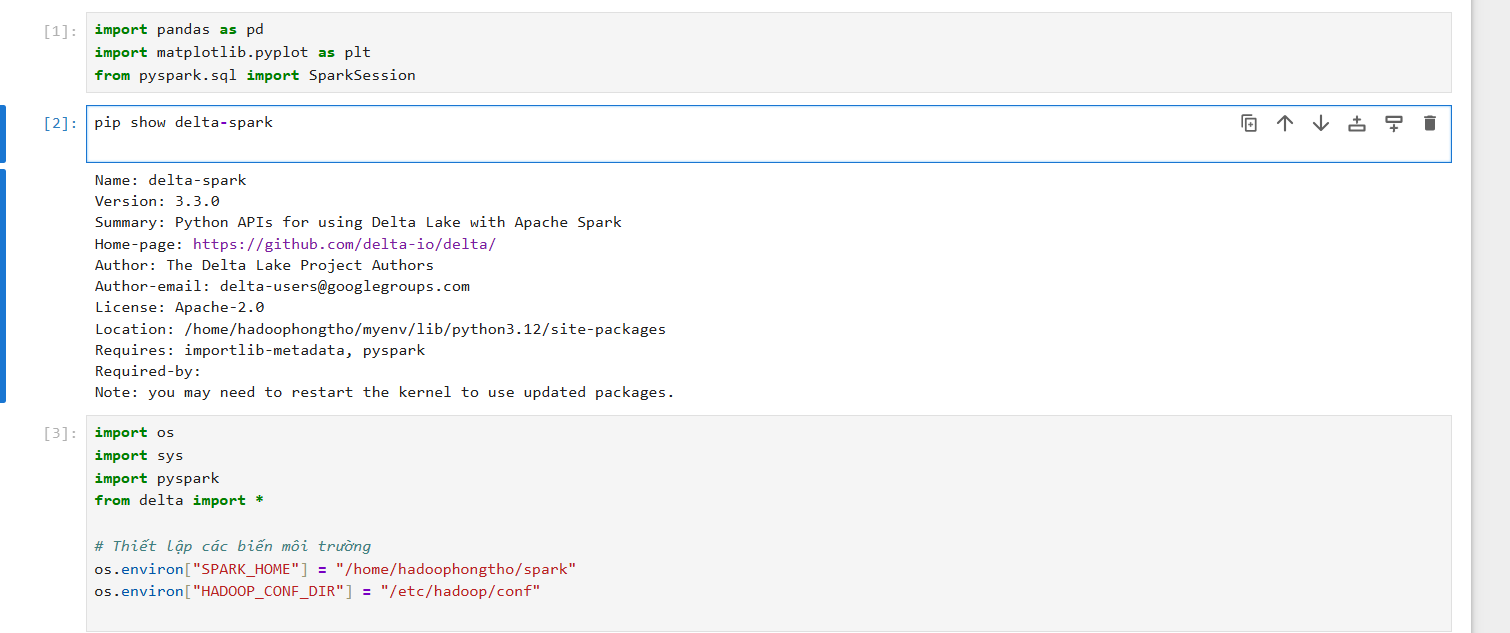 [1]:
import pandas as pd
import matplotlib.pyplot as plt
from pyspark.sql import SparkSession
[2]:
pip show delta-spark
Name: delta-spark
Version: 3.3.0
Summary: Python APIs for using Delta Lake with Apache Spark
Home-page: https://github.com/delta-io/delta/
Author: The Delta Lake Project Authors
Author-email: delta-users@googlegroups.com
License: Apache-2.0
Location: /home/hadoophongtho/myenv/lib/python3.12/site-packages
Requires: importlib-metadata, pyspark
Required-by:
Note: you may need to restart the kernel to use updated packages.
[3]:
import os
import sys
import pyspark
from delta import *
# Thiết lập các biến môi trường
os.environ["SPARK_HOME"] = "/home/hadoophongtho/spark"
os.environ["HADOOP_CONF_DIR"] = "/etc/hadoop/conf"